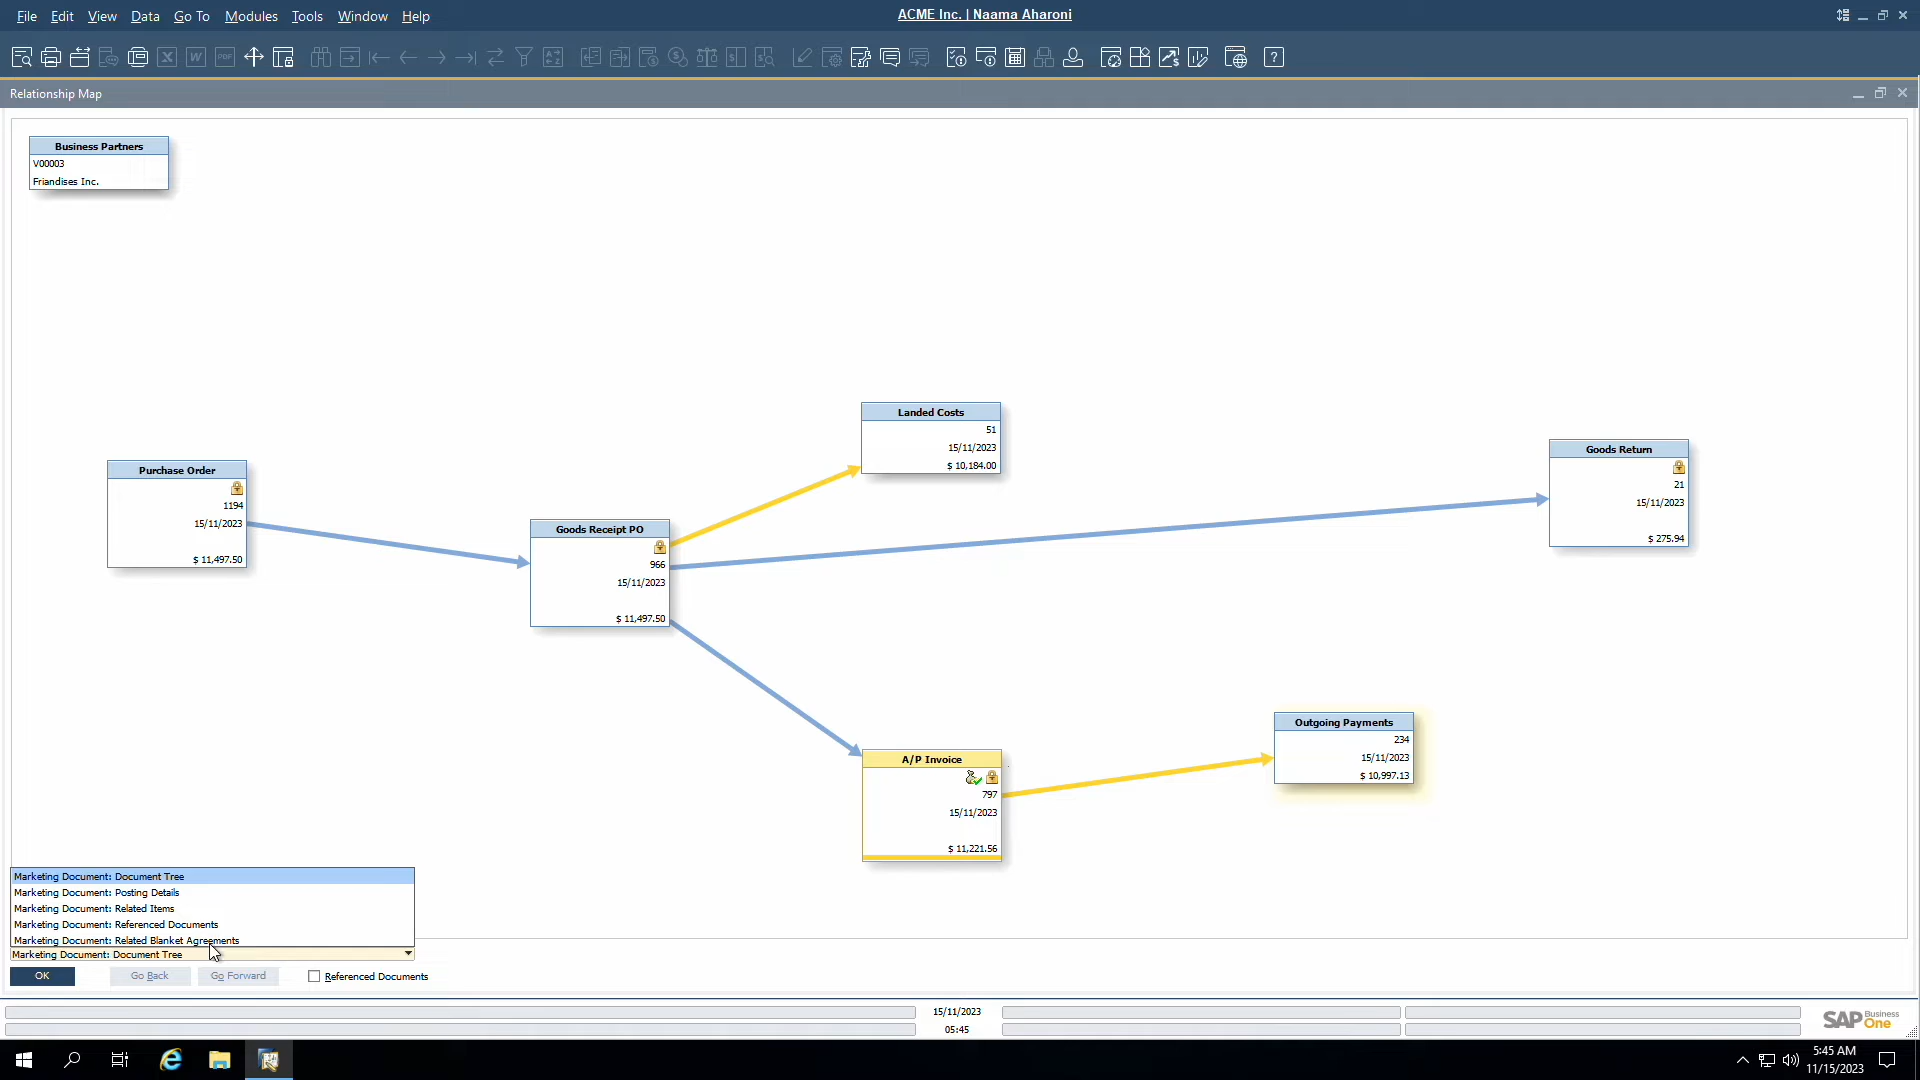 File Edit View Data Go To Modules Tools Window Help
ACME Inc. | Naama Aharoni
Relationship Map
Business Partners
V00003
Friandises Inc.
Landed Costs
51
15/11/2023
$ 10,184.00
Goods Return
21
15/11/2023
$ 275.94
Purchase Order
1194
15/11/2023
$ 11,497.50
Goods Receipt PO
966
15/11/2023
$ 11,497.50
Outgoing Payments
234
15/11/2023
$ 10,997.13
A/P Invoice
797
15/11/2023
$ 11,221.56
Marketing Document: Document Tree
Marketing Document: Posting Details
Marketing Document: Related Items
Marketing Document: Referenced Documents
Marketing Document: Related Blanket Agreements
Marketing Document: Document Tree
OK Go Back Go Forward Referenced Documents
15/11/2023
05:45
SAP Business One
5:45 AM
11/15/2023